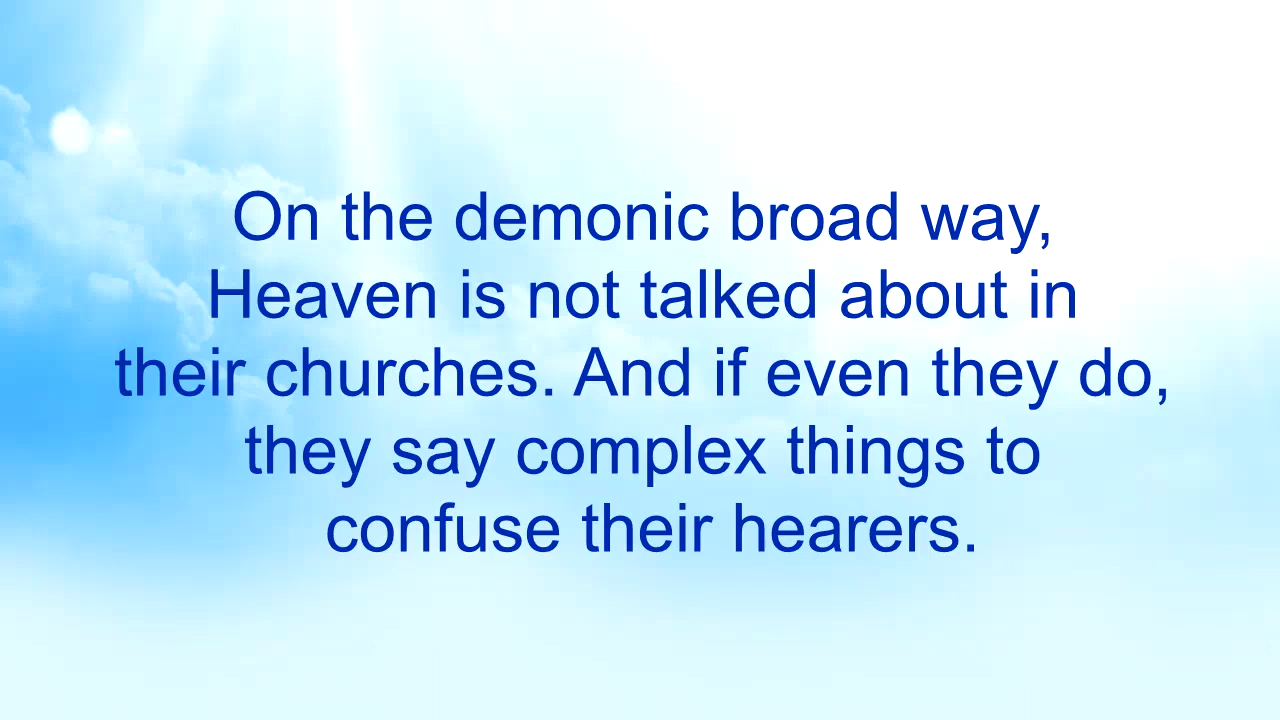 On the demonic broad way,
Heaven is not talked about in
their churches. And if even they do,
they say complex things to
confuse their hearers.